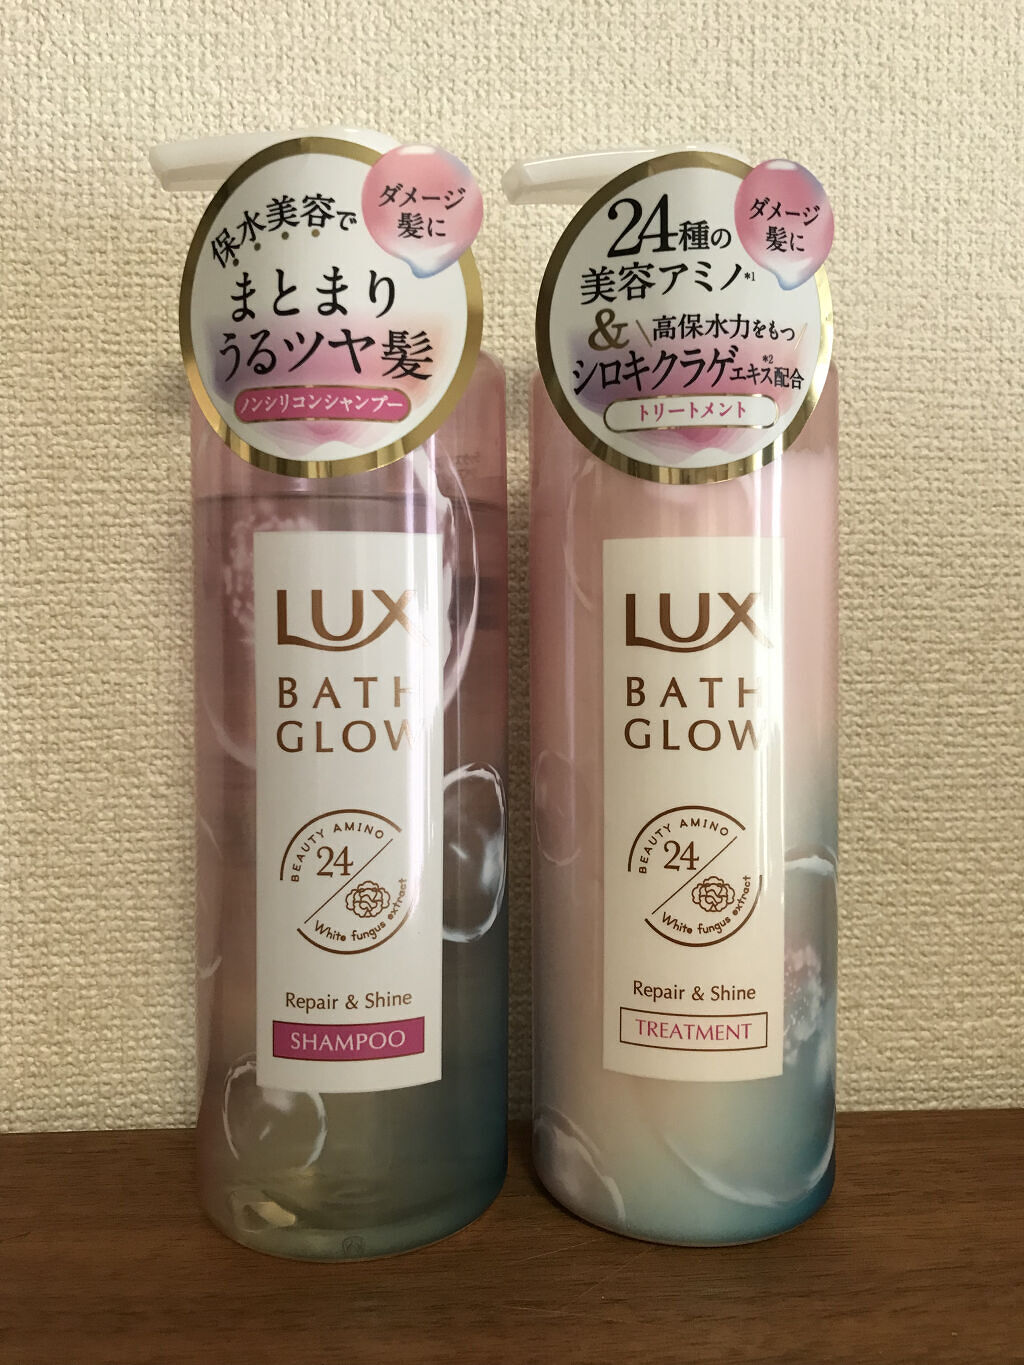 保水美容で
まとまり
うるツヤ髪
ノンシリコンシャンプー
ダメージ
髪に
LUX
BATH
GLOW
BEAUTY AMINO
24
White fungus extract
Repair & Shine
SHAMPOO
24種の
美容アミノ*1
&高保水力をもつ
シロキクラゲエキス*2配合
トリートメント
ダメージ
髪に
LUX
BATH
GLOW
BEAUTY AMINO
24
White fungus extract
Repair & Shine
TREATMENT